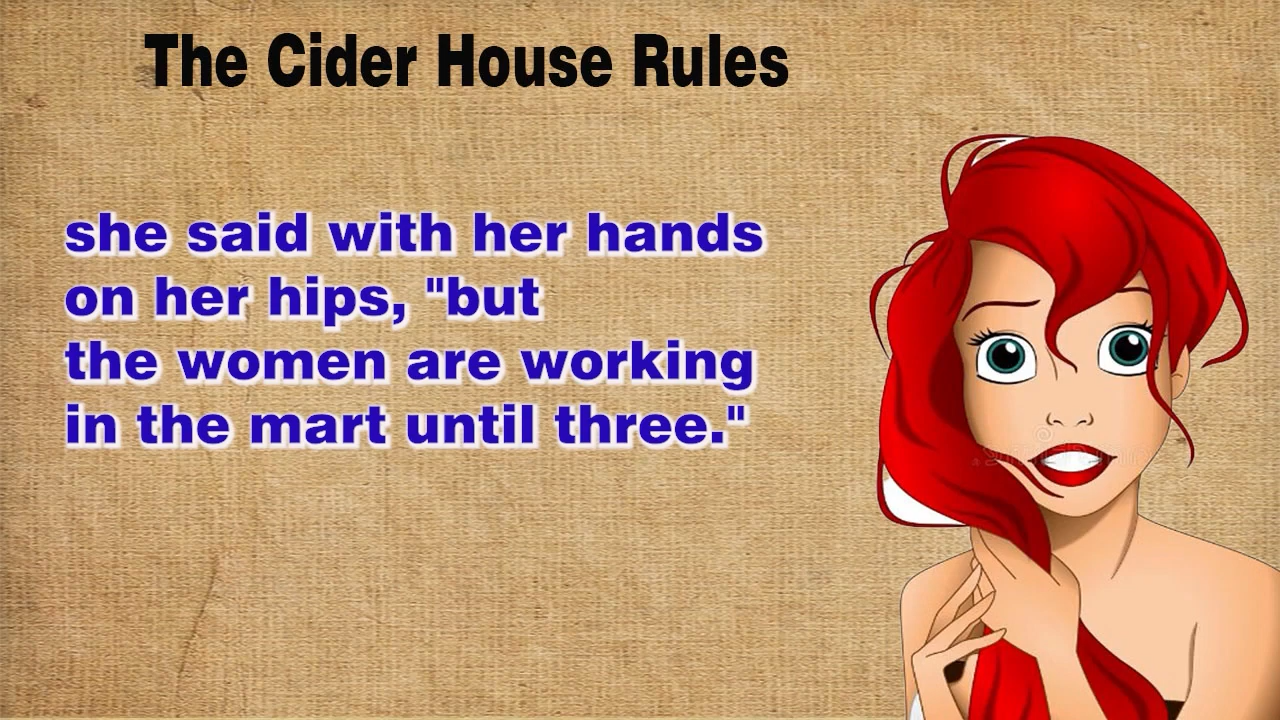 The Cider House Rules
she said with her hands
on her hips, "but
the women are working
in the mart until three."